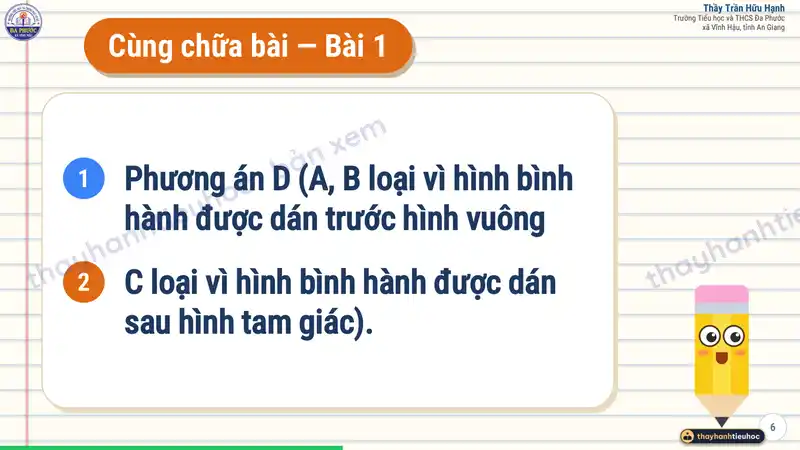 Thầy Trần Hữu Hạnh
Trường Tiểu học và THCS Đa Phước
xã Vĩnh Hậu, tỉnh An Giang
ĐA PHƯỚC
Cùng chữa bài – Bài 1
1 Phương án D (A, B loại vì hình bình
hành được dán trước hình vuông
2 C loại vì hình bình hành được dán
sau hình tam giác).
thayhanhtieuhoc
6